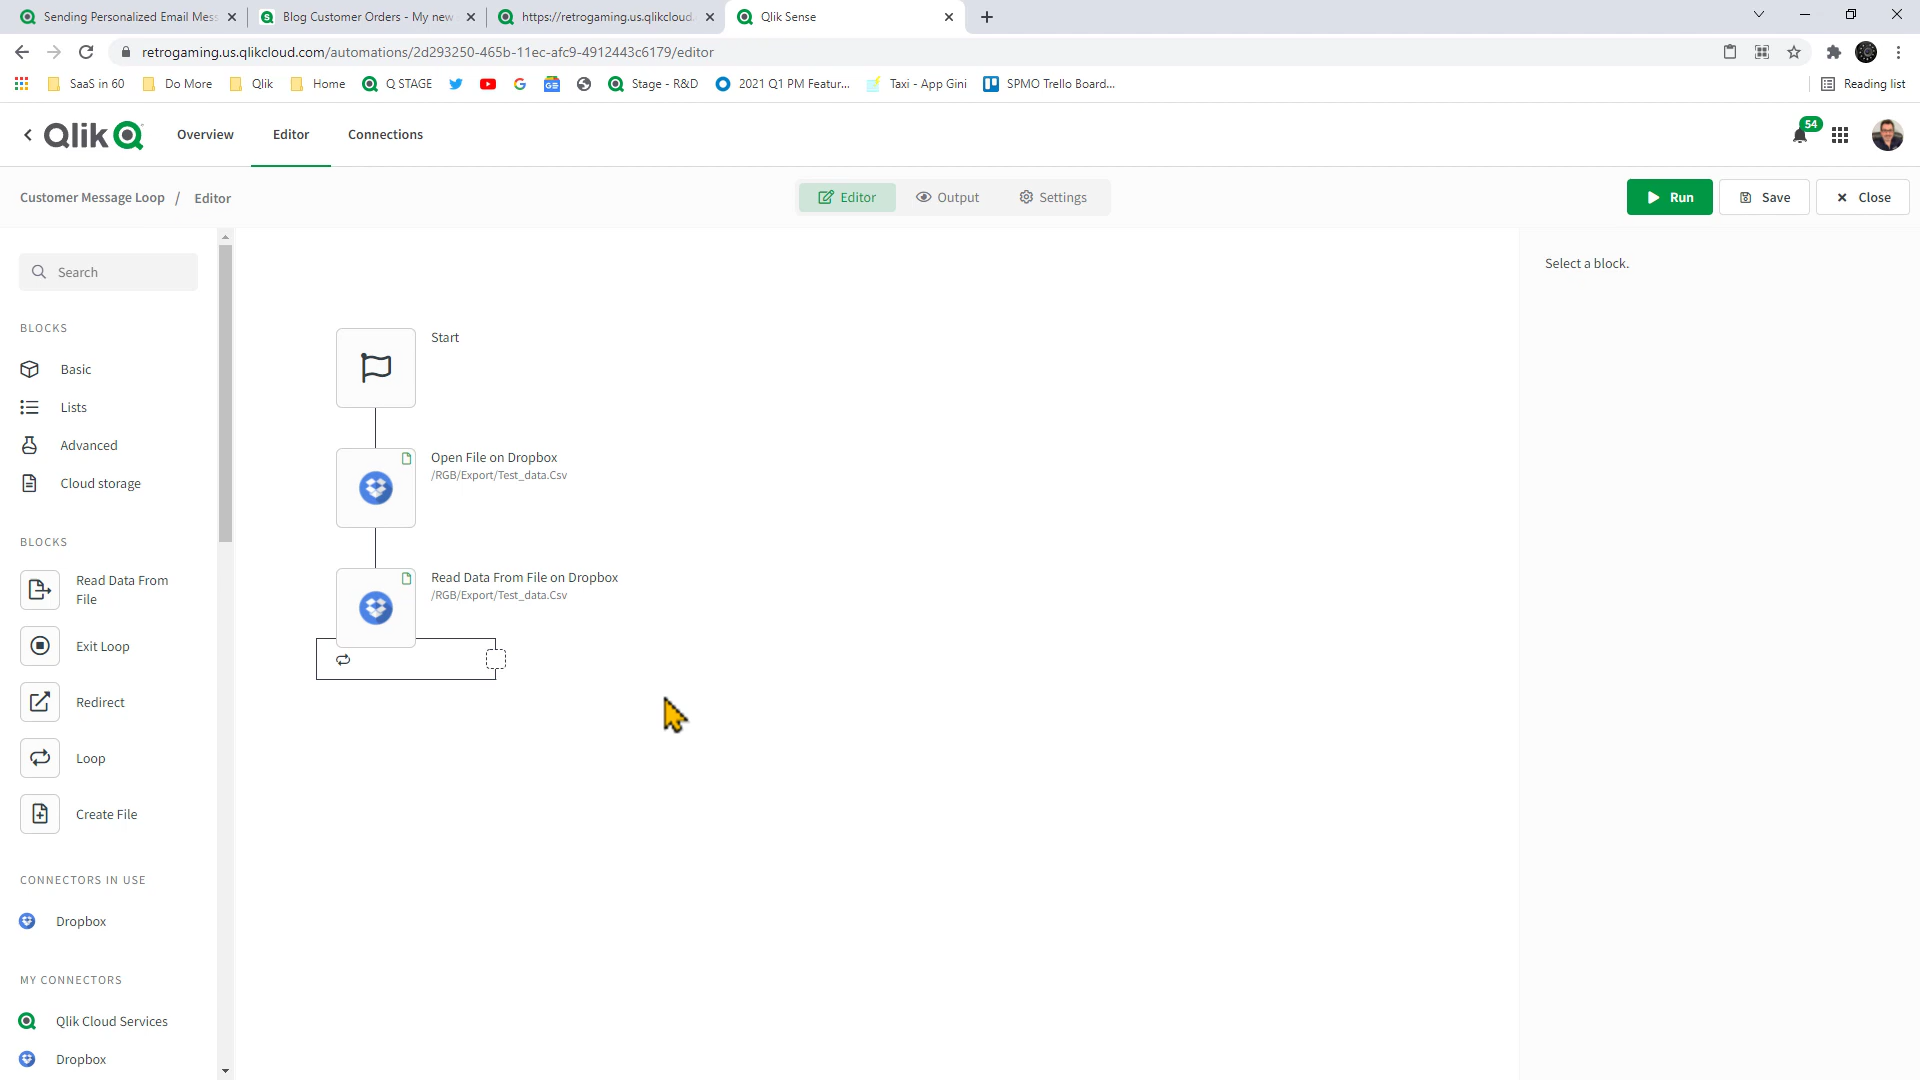 Sending Personalized Email Mess
Blog Customer Orders - My new
https://retrogaming.us.qlikcloud.
Qlik Sense
retrogaming.us.qlikcloud.com/automations/2d293250-465b-11ec-afc9-4912443c6179/editor
SaaS in 60
Do More
Qlik
Home
Q STAGE
Stage - R&D
2021 Q1 PM Featur...
Taxi - App Gini
SPMO Trello Board...
Reading list
Qlik
Overview
Editor
Connections
54
Customer Message Loop / Editor
Editor
Output
Settings
Run
Save
Close
Search
BLOCKS
Basic
Lists
Advanced
Cloud storage
BLOCKS
Read Data From
File
Exit Loop
Redirect
Loop
Create File
CONNECTORS IN USE
Dropbox
MY CONNECTORS
Qlik Cloud Services
Dropbox
Start
Open File on Dropbox
/RGB/Export/Test_data.Csv
Read Data From File on Dropbox
/RGB/Export/Test_data.Csv
Select a block.